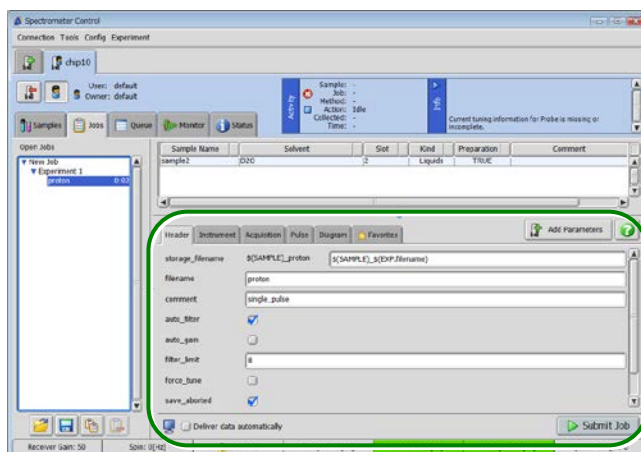 Spectrometer Control
Connection Tools Config Experiment
chip10
User: default
Owner: default
Activity
Sample: -
Job: -
Method: -
Action: Idle
Collected: -
Time: -
Info
Current tuning information for Probe is missing or
incomplete.
Samples Jobs Queue Monitor Status
Open Jobs
New Job
Experiment 1
proton 0:02
Sample Name Solvent Slot Kind Preparation Comment
sample2 D2O 2 Liquids TRUE
Header Instrument Acquisition Pulse Diagram Favorites
Add Parameters ?
storage_filename $(SAMPLE)_proton $(SAMPLE)_$(EXP.filename)
filename proton
comment single_pulse
auto_filter
auto_gain
filter_limit 8
force_tune
save_aborted
Deliver data automatically
Submit Job
Receiver Gain: 50 Spin: 0[Hz]